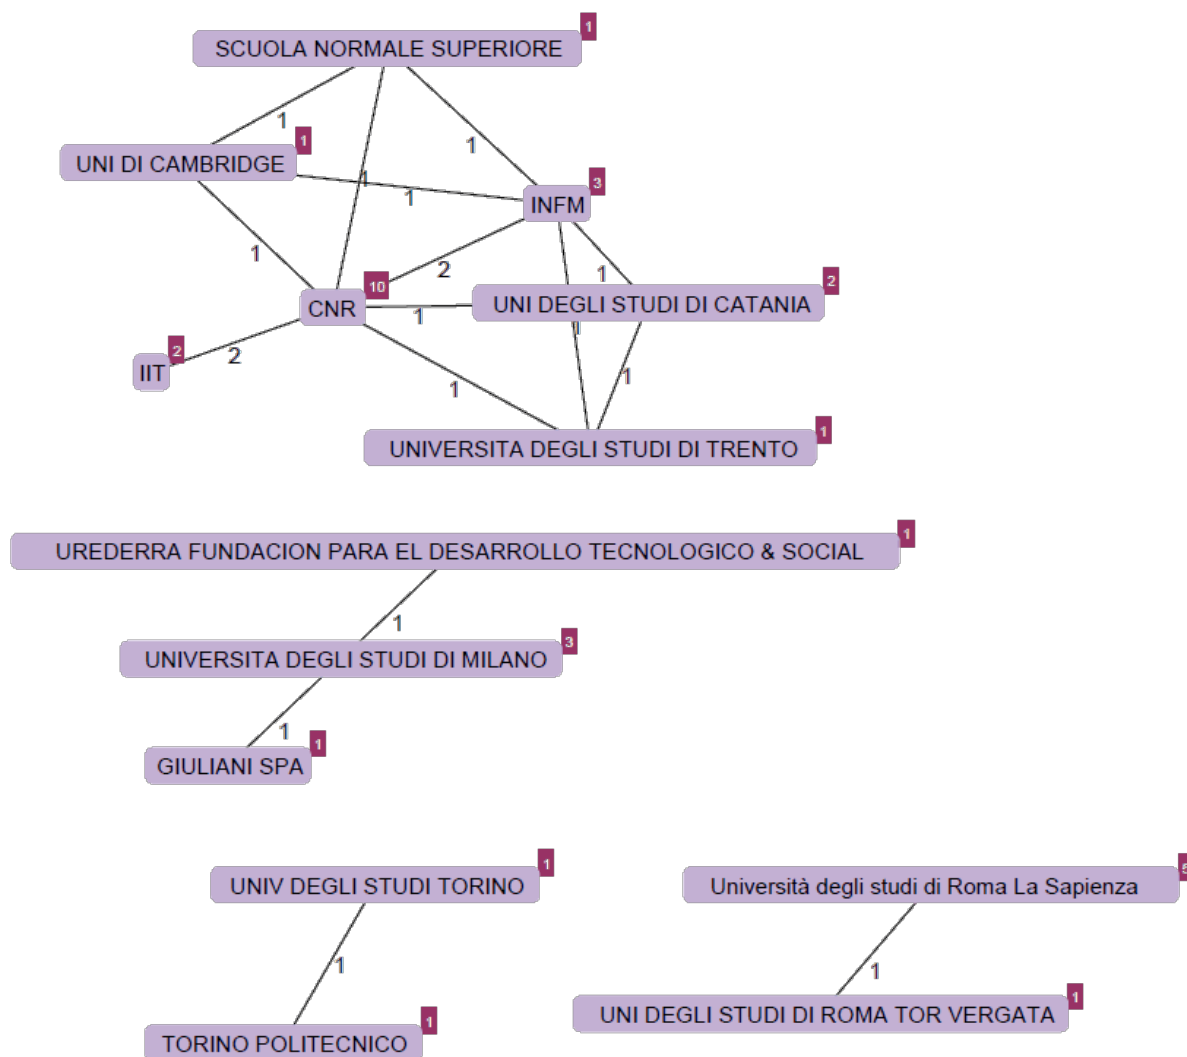 1
SCUOLA NORMALE SUPERIORE
1
1
1
UNI DI CAMBRIDGE
1
1
3
INFM
1
2
1
10
CNR
1
2
UNI DEGLI STUDI DI CATANIA
1
2
IIT
2
1
1
1
UNIVERSITA DEGLI STUDI DI TRENTO
1
UREDERRA FUNDACION PARA EL DESARROLLO TECNOLOGICO & SOCIAL
1
3
UNIVERSITA DEGLI STUDI DI MILANO
1
1
GIULIANI SPA
1
UNIV DEGLI STUDI TORINO
Università degli studi di Roma La Sapienza
1
1
1
UNI DEGLI STUDI DI ROMA TOR VERGATA
1
TORINO POLITECNICO